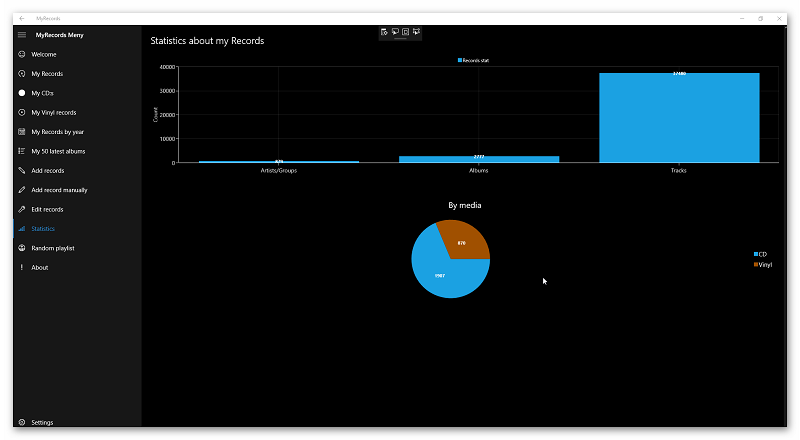 MyRecords
MyRecords Meny
Welcome
My Records
My CD:s
My Vinyl records
My Records by year
My 50 latest albums
Add records
Add record manually
Edit records
Statistics
Random playlist
About
Settings
Statistics about my Records
Records stat
Count
40000
30000
20000
10000
0
2777
37480
Artists/Groups
Albums
Tracks
By media
870
1907
CD
Vinyl